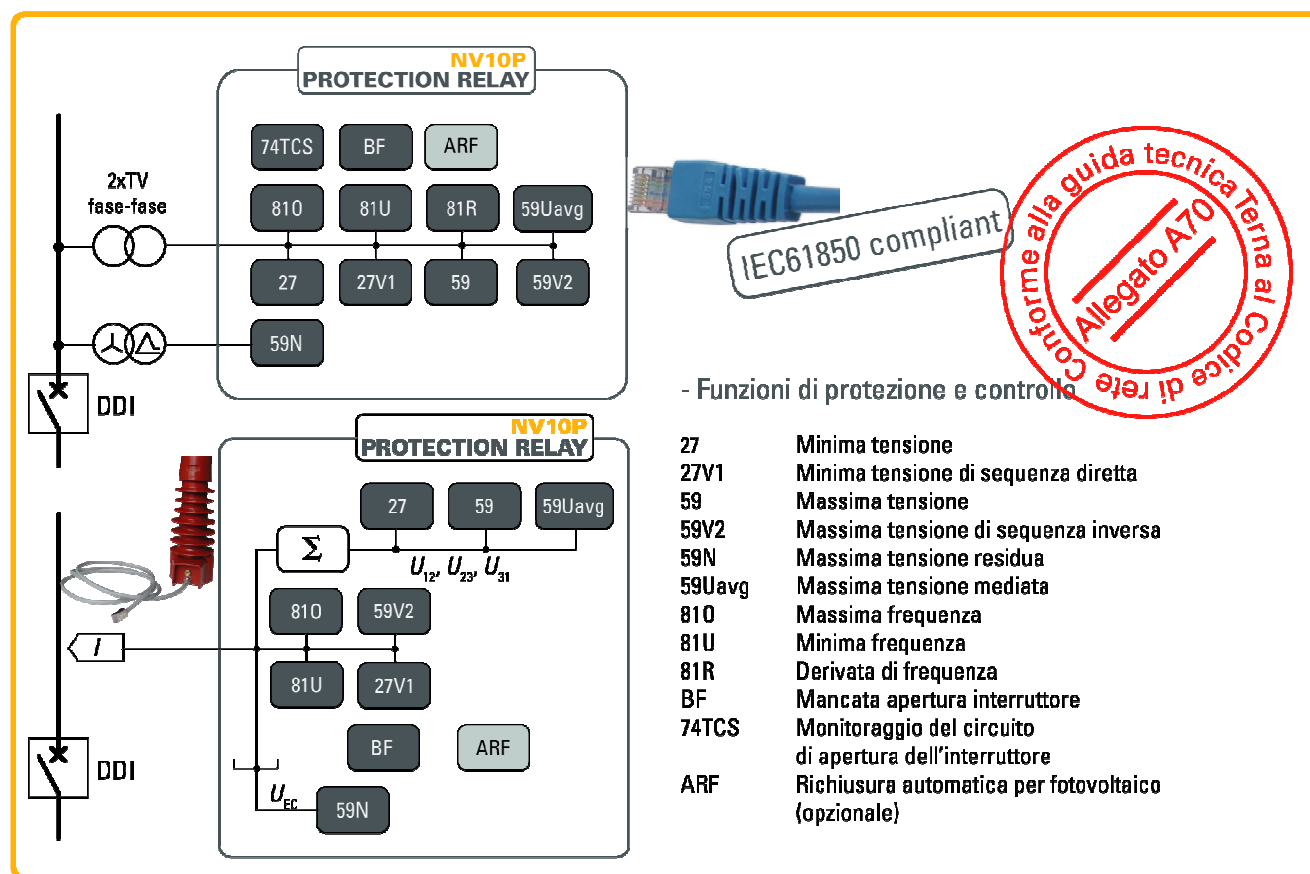 NV10P
PROTECTION RELAY
74TCS BF ARF
2xTV
fase-fase
81O 81U 81R 59Uavg
27 27V1 59 59V2
59N
DDI
IEC61850 compliant
Conforme alla guida tecnica Terna al Codice di rete
Allegato A70
NV10P
PROTECTION RELAY
27 59 59Uavg
Σ
U12, U23, U31
81O 59V2
I
81U 27V1
BF ARF
DDI
UEC
59N
- Funzioni di protezione e controllo
27 Minima tensione
27V1 Minima tensione di sequenza diretta
59 Massima tensione
59V2 Massima tensione di sequenza inversa
59N Massima tensione residua
59Uavg Massima tensione mediata
81O Massima frequenza
81U Minima frequenza
81R Derivata di frequenza
BF Mancata apertura interruttore
74TCS Monitoraggio del circuito
di apertura dell'interruttore
ARF Richiusura automatica per fotovoltaico
(opzionale)